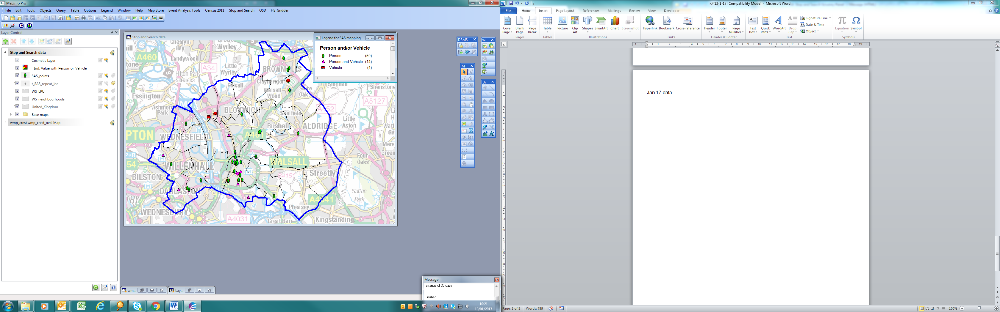 MapInfo Pro
File Edit Tools Objects Query Table Options Legend Window Help Map Store Event Analysis Tools Census 2011 Stop and Search OSD HS_Gridder
Layer Control
Stop and Search data
Cosmetic Layer
Ind. Value with Person_or_Vehicle
SAS_points
t_SAS_repeat_loc
WS_LPU
WS_neighbourhoods
United_Kingdom
Base maps
wmp_crest,wmp_crest_oval Map
Stop and Search data
Cheslyn Hay
Great Wyrley
Landywood
A460
A34
Little Wyrley
BROWNHILLS
Hilton Park Services
Essington
Pelsall
Clayhanger
Walsall Wood
Shire Oak
Stonnall
Shenstone
A5127
Ashmore Park
BLOXWICH
Shelfield
Little Aston
Rushall
ALDRIDGE
PTON
WEDNESFIELD
A461
8
Mere Green
P&R
54
WILLENHALL
WALSALL
Four Oaks
BILSTON
Streetly
B4151
DARLASTON
Sutton Park
A4041
WEDNESBURY
Pheasey
A4031
Great Barr
Kingstanding
Legend for SAS mapping
Person and/or Vehicle
Person (50)
Person and Vehicle (14)
Vehicle (4)
DBMS
W
M
Dr
wm...
Lay...
Message
a range of 30 days
Finished
10:21
13/01/2017
KP 13-1-17 [Compatibility Mode] - Microsoft Word
File Home Insert Page Layout References Mailings Review View Developer
Cover Page Blank Page Page Break Table Picture Clip Art Shapes SmartArt Chart Screenshot Hyperlink Bookmark Cross-reference Header Footer Page Number Text Box Quick Parts WordArt Drop Cap Signature Line Date & Time Object Equation Symbol
Pages Tables Illustrations Links Header & Footer Text Symbols
Jan 17 data
Page: 5 of 5 Words: 799 100%